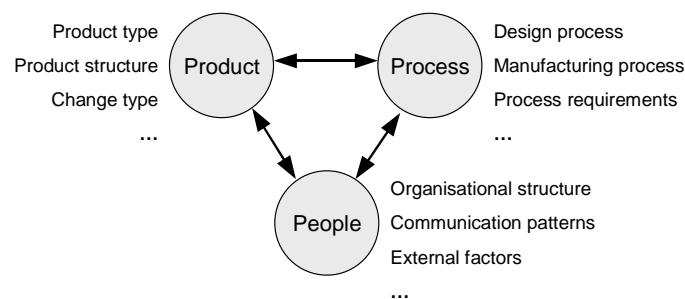 Product type
Product structure
Change type
...
Product
Process
Design process
Manufacturing process
Process requirements
...
People
Organisational structure
Communication patterns
External factors
...